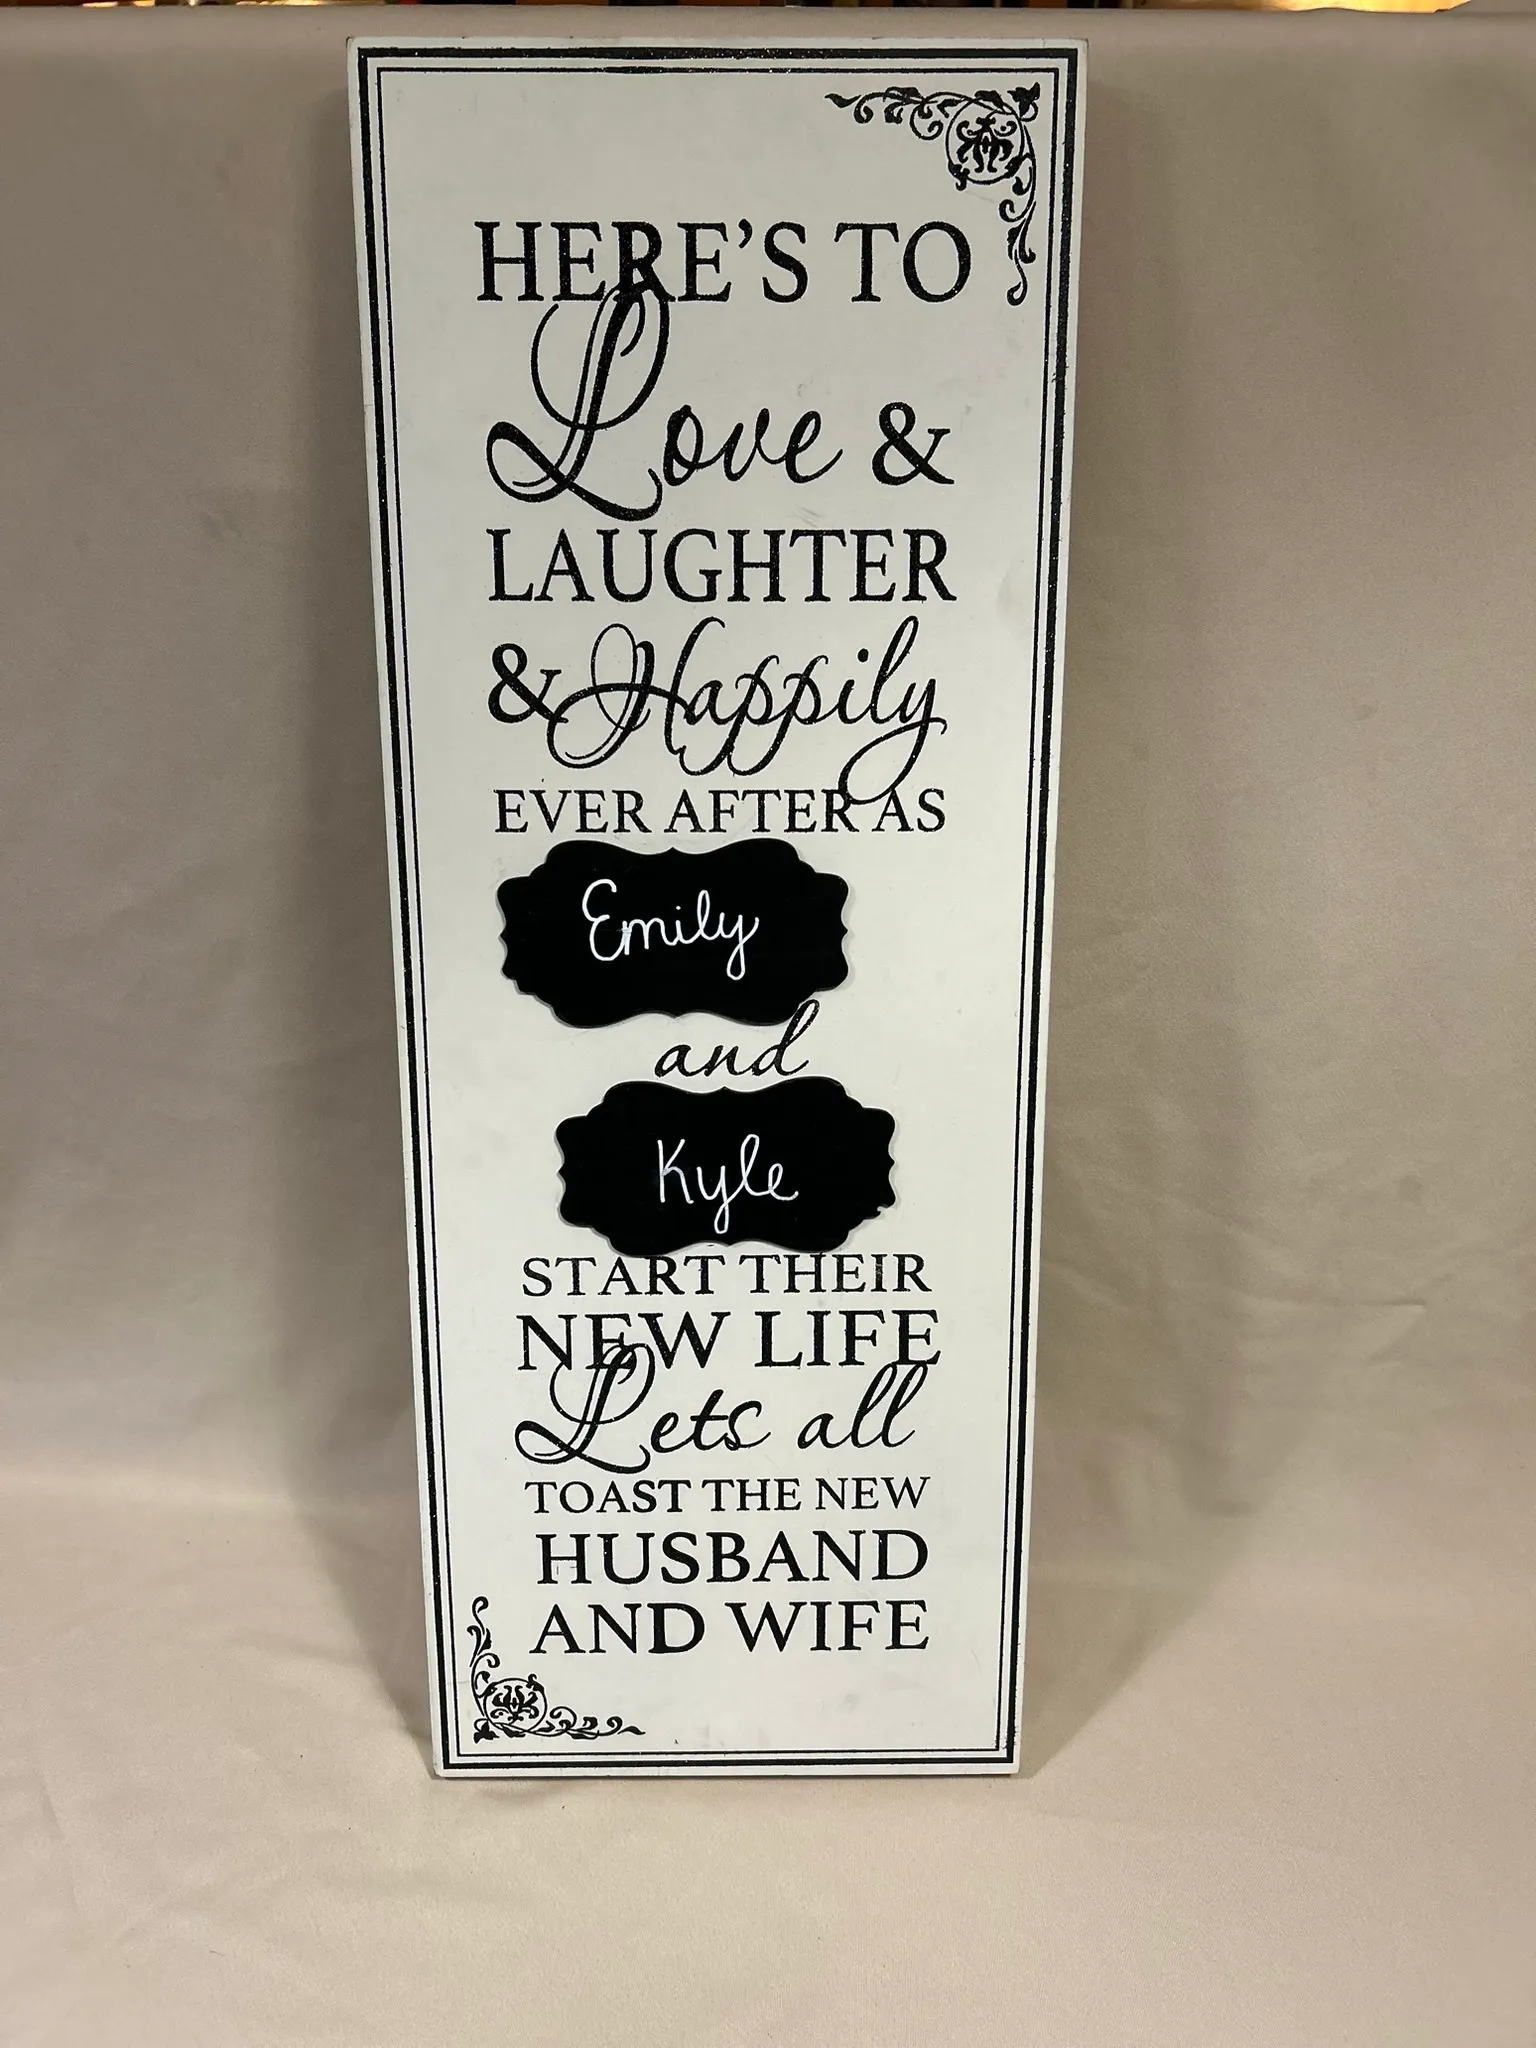 HERE'S TO
Love &
LAUGHTER
& Happily
EVER AFTER AS
Emily
and
Kyle
START THEIR
NEW LIFE
Lets all
TOAST THE NEW
HUSBAND
AND WIFE